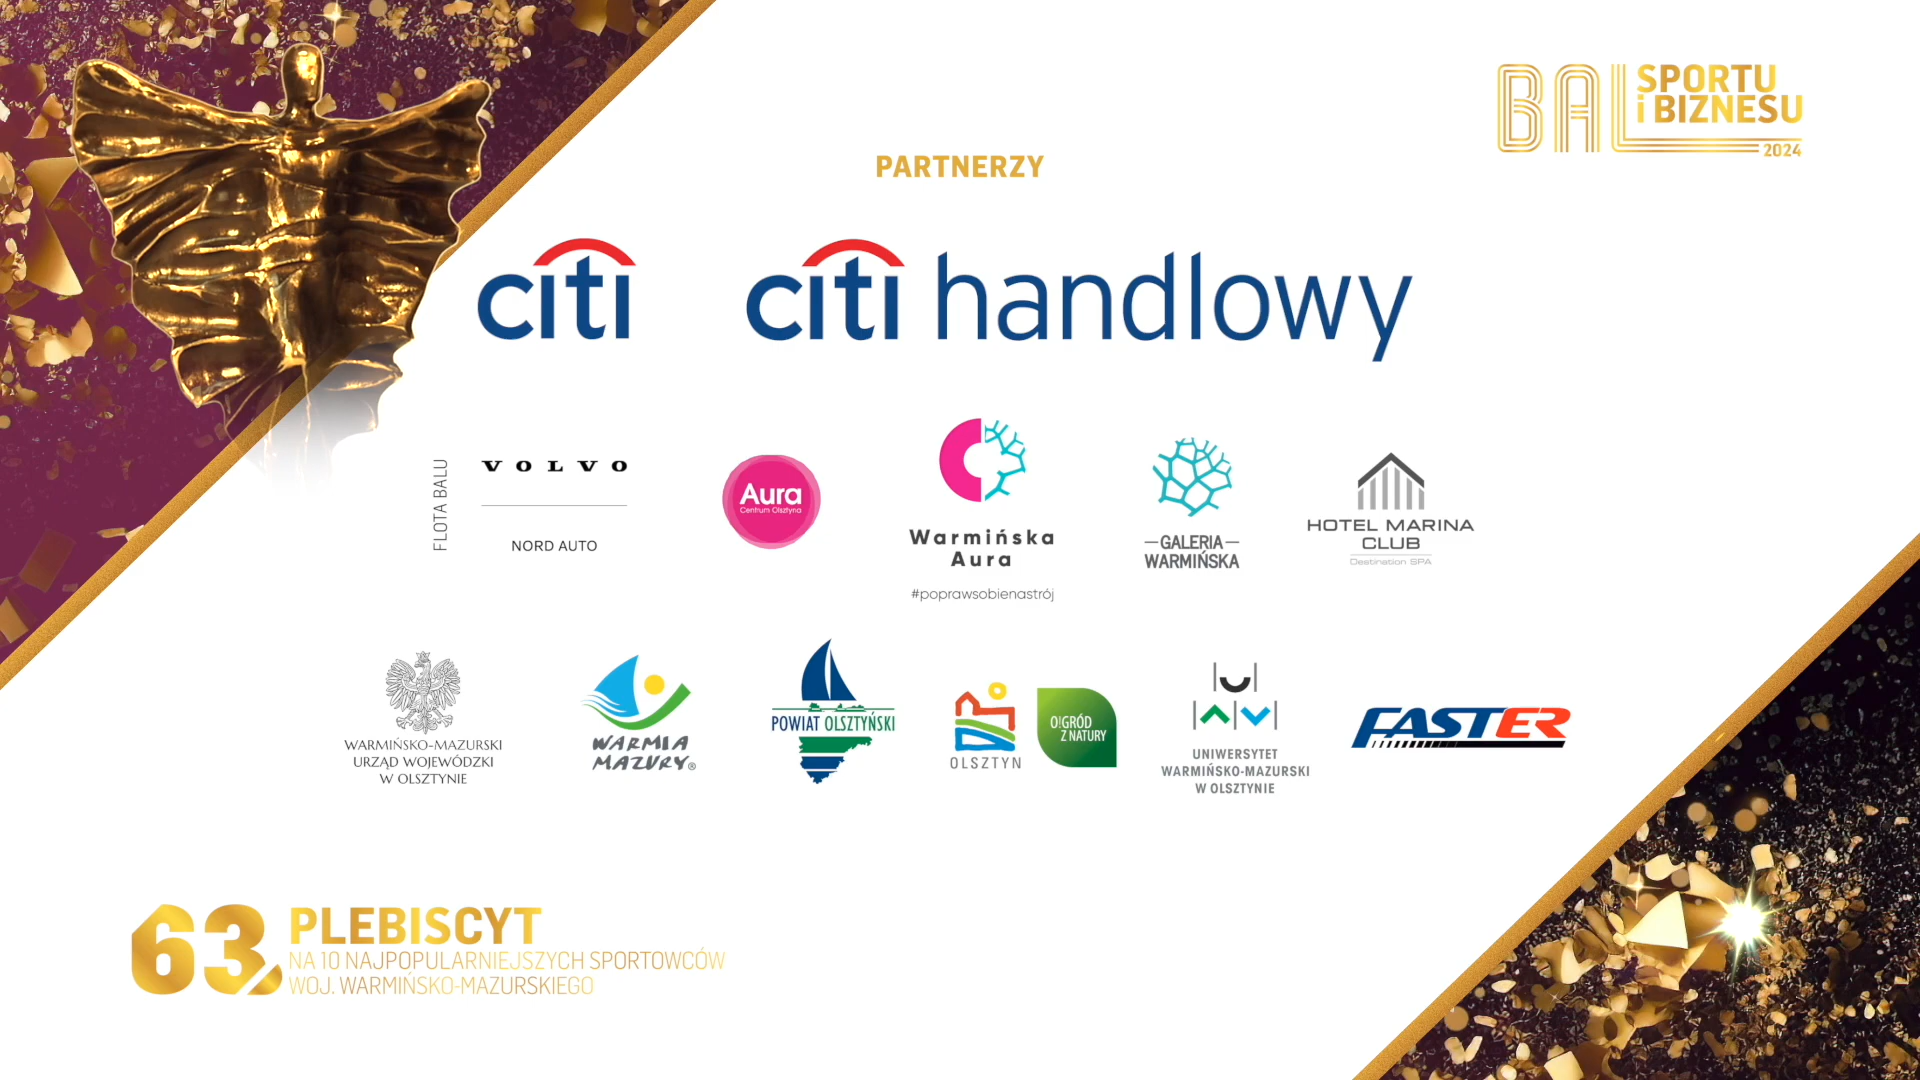 BAL SPORTU
i BIZNESU
2024
PARTNERZY
citi
citi handlowy
FLOTA BALU
VOLVO
NORD AUTO
Aura
Centrum Olsztyna
Warmińska
Aura
#poprawsobienastrój
GALERIA
WARMIŃSKA
HOTEL MARINA
CLUB
Destination SPA
WARMIŃSKO-MAZURSKI
URZĄD WOJEWÓDZKI
W OLSZTYNIE
WARMIA
MAZURY®
POWIAT OLSZTYŃSKI
OLSZTYN
O!GRÓD
Z NATURY
UNIWERSYTET
WARMIŃSKO-MAZURSKI
W OLSZTYNIE
FASTER
63. PLEBISCYT
NA 10 NAJPOPULARNIEJSZYCH SPORTOWCÓW
WOJ. WARMIŃSKO-MAZURSKIEGO